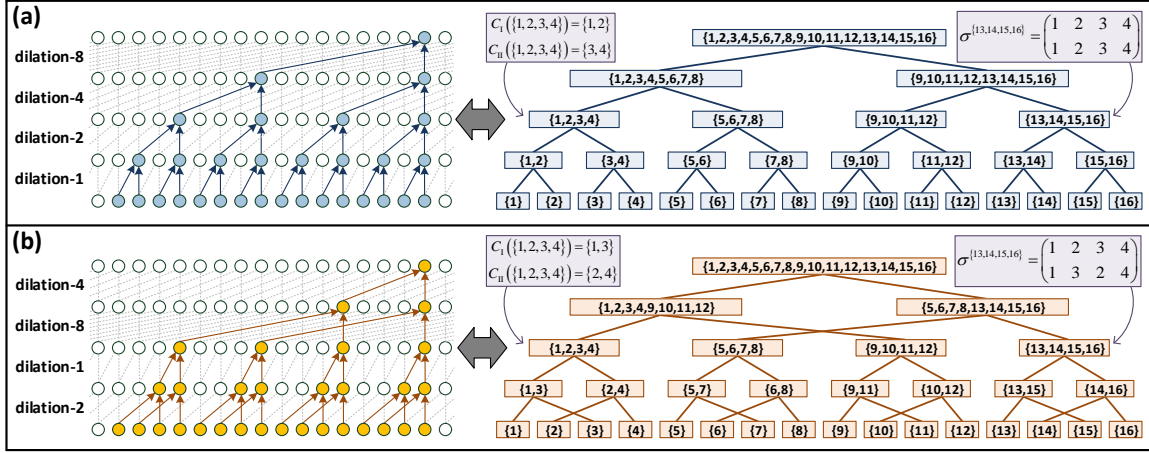 (a)
dilation-8
dilation-4
dilation-2
dilation-1
C_I({1,2,3,4})={1,2}
C_II({1,2,3,4})={3,4}
σ^{13,14,15,16} = (1 2 3 4
1 2 3 4)
{1,2,3,4,5,6,7,8,9,10,11,12,13,14,15,16}
{1,2,3,4,5,6,7,8} {9,10,11,12,13,14,15,16}
{1,2,3,4} {5,6,7,8} {9,10,11,12} {13,14,15,16}
{1,2} {3,4} {5,6} {7,8} {9,10} {11,12} {13,14} {15,16}
{1} {2} {3} {4} {5} {6} {7} {8} {9} {10} {11} {12} {13} {14} {15} {16}
(b)
dilation-4
dilation-8
dilation-1
dilation-2
C_I({1,2,3,4})={1,3}
C_II({1,2,3,4})={2,4}
σ^{13,14,15,16} = (1 2 3 4
1 3 2 4)
{1,2,3,4,5,6,7,8,9,10,11,12,13,14,15,16}
{1,2,3,4,9,10,11,12} {5,6,7,8,13,14,15,16}
{1,2,3,4} {5,6,7,8} {9,10,11,12} {13,14,15,16}
{1,3} {2,4} {5,7} {6,8} {9,11} {10,12} {13,15} {14,16}
{1} {2} {3} {4} {5} {6} {7} {8} {9} {10} {11} {12} {13} {14} {15} {16}